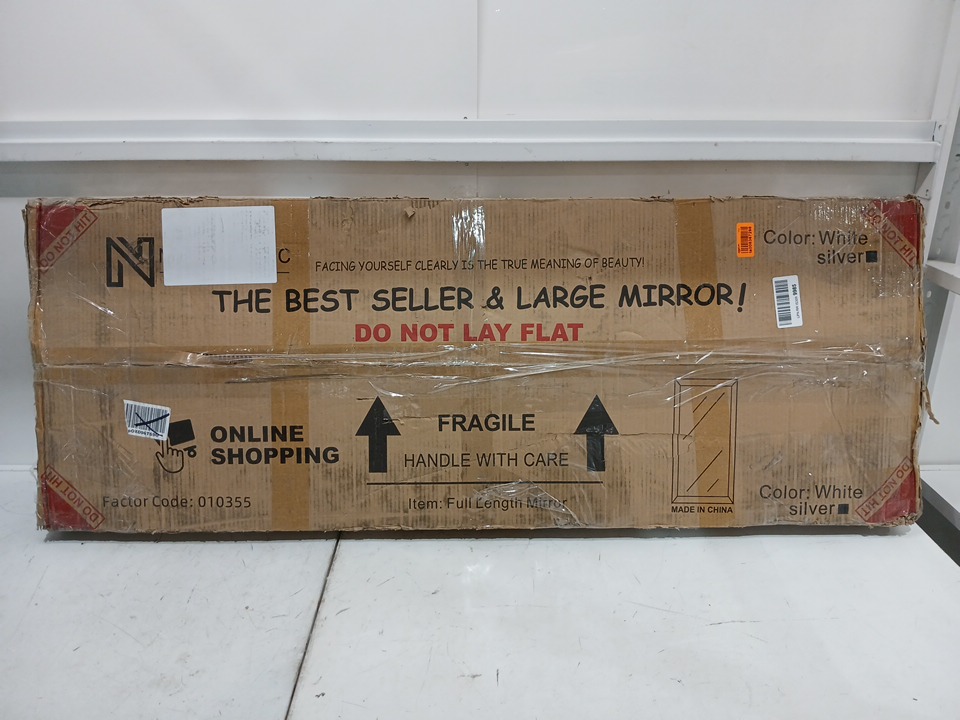 N
FACING YOURSELF CLEARLY IS THE TRUE MEANING OF BEAUTY!
THE BEST SELLER & LARGE MIRROR!
DO NOT LAY FLAT
Color: White
silver
ONLINE
SHOPPING
FRAGILE
HANDLE WITH CARE
Factor Code: 010355
Item: Full Length Mirror
MADE IN CHINA
Color: White
silver
DO NOT HIT
DO NOT HIT
DO NOT HIT
DO NOT HIT
9985